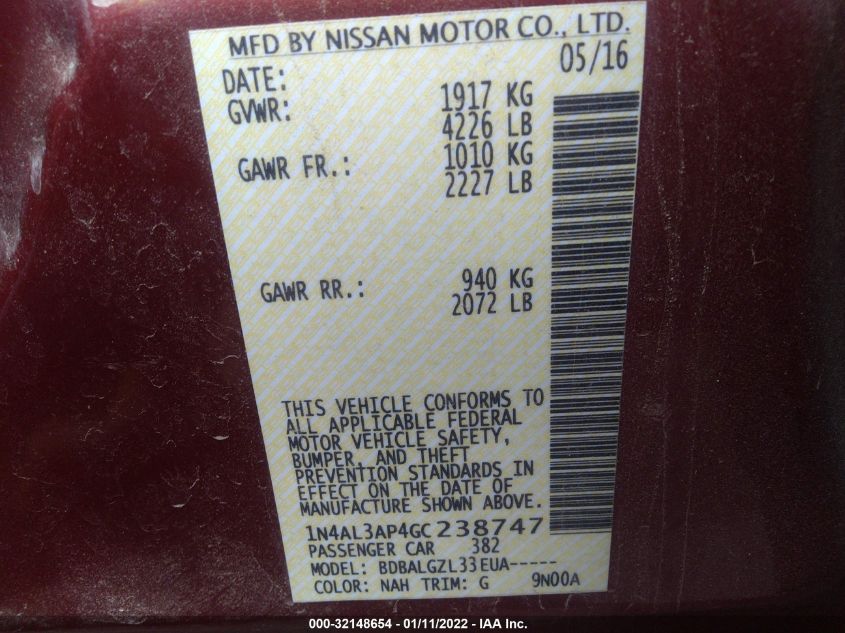 MFD BY NISSAN MOTOR CO., LTD.
DATE: 05/16
GVWR: 1917 KG
4226 LB
GAWR FR.: 1010 KG
2227 LB
GAWR RR.: 940 KG
2072 LB
THIS VEHICLE CONFORMS TO
ALL APPLICABLE FEDERAL
MOTOR VEHICLE SAFETY,
BUMPER, AND THEFT
PREVENTION STANDARDS IN
EFFECT ON THE DATE OF
MANUFACTURE SHOWN ABOVE.
1N4AL3AP4GC238747
PASSENGER CAR 382
MODEL: BDBALGZL33EUA-----
COLOR: NAH TRIM: G 9N00A
000-32148654 - 01/11/2022 - IAA Inc.